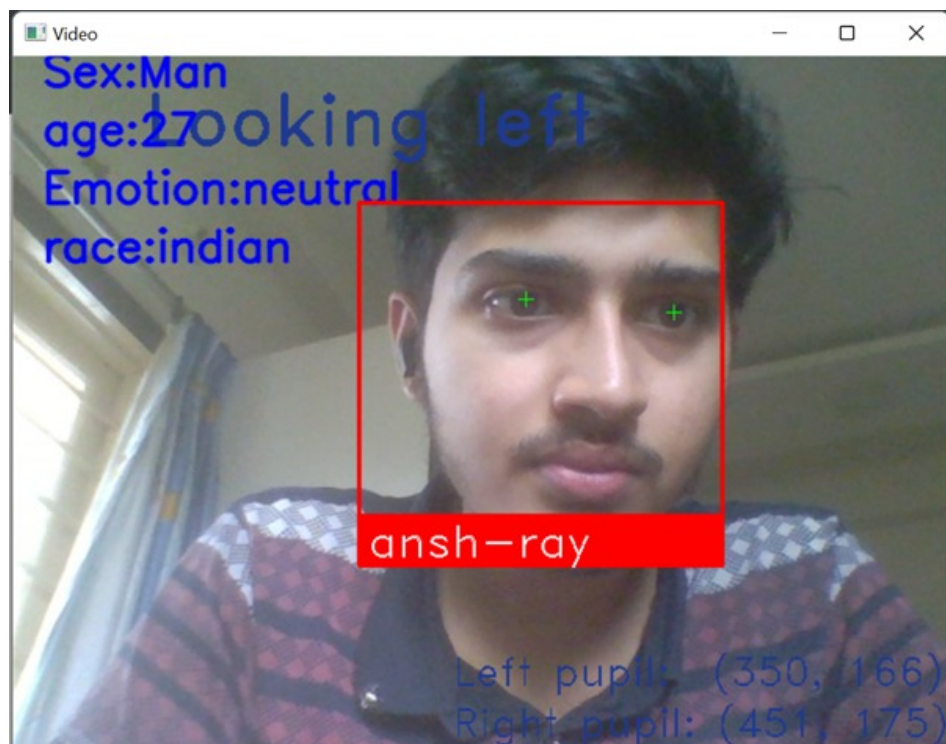 Video
Sex:Man
Looking left
age:27
Emotion:neutral
race:indian
ansh-ray
Left pupil: (350, 166)
Right pupil: (451, 175)